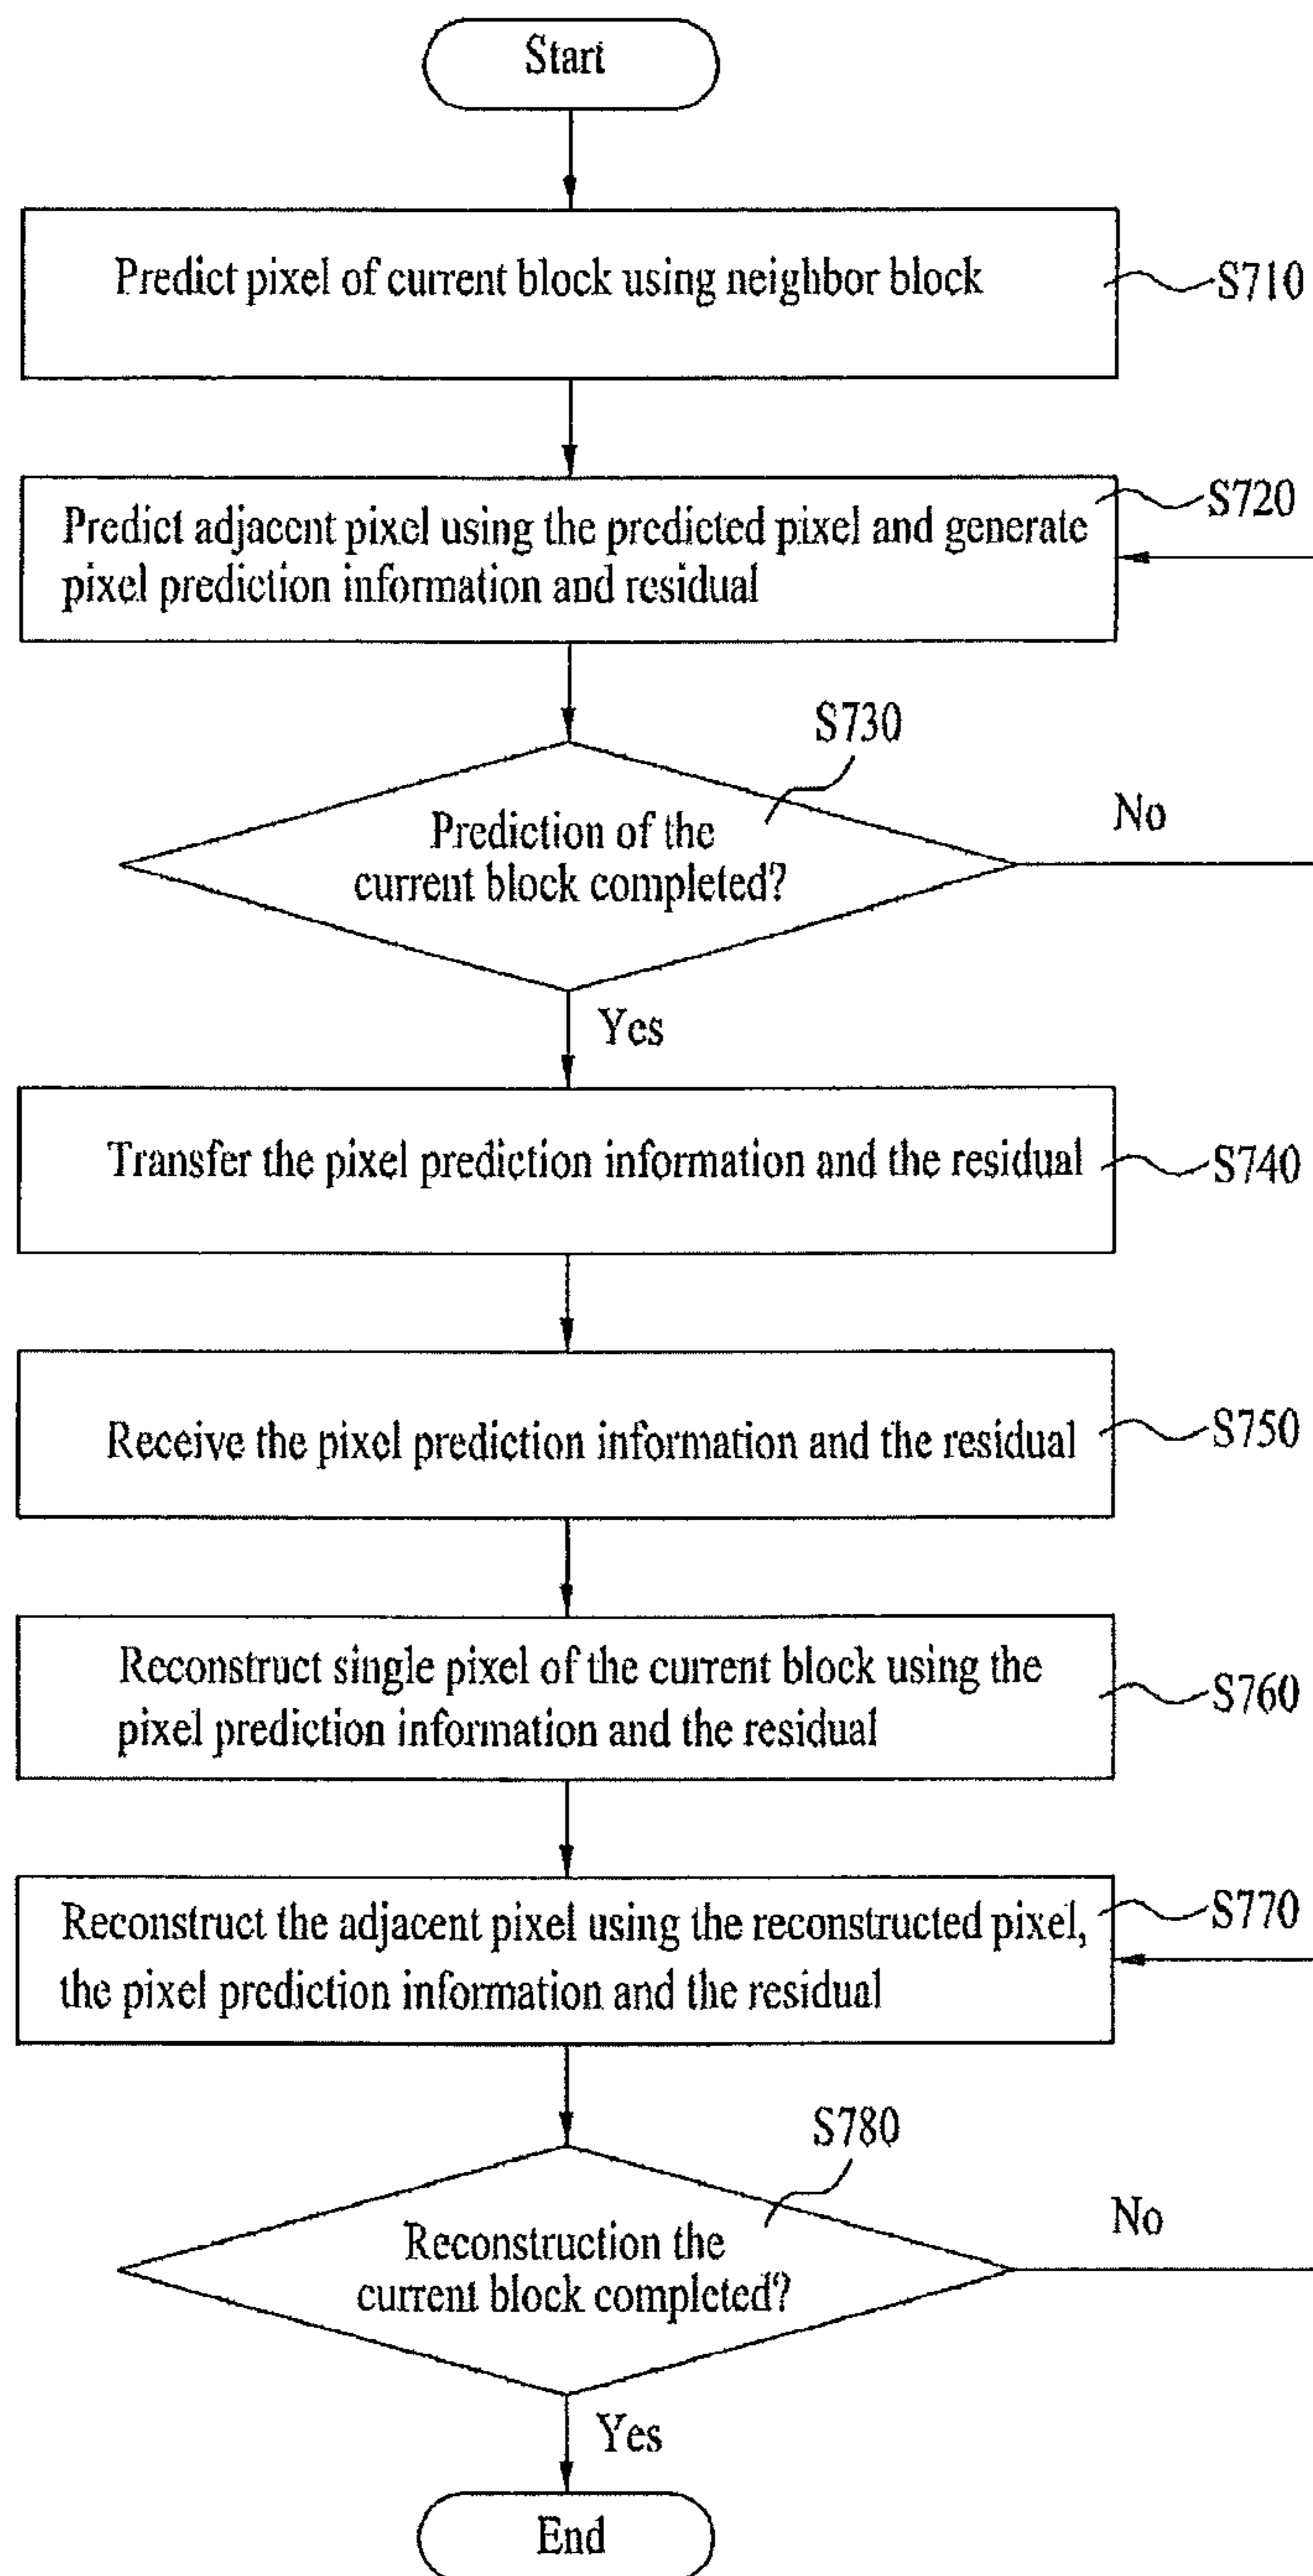 Start
Predict pixel of current block using neighbor block
S710
Predict adjacent pixel using the predicted pixel and generate
pixel prediction information and residual
S720
S730
Prediction of the
current block completed?
No
Yes
Transfer the pixel prediction information and the residual
S740
Receive the pixel prediction information and the residual
S750
Reconstruct single pixel of the current block using the
pixel prediction information and the residual
S760
Reconstruct the adjacent pixel using the reconstructed pixel,
the pixel prediction information and the residual
S770
S780
Reconstruction the
current block completed?
No
Yes
End